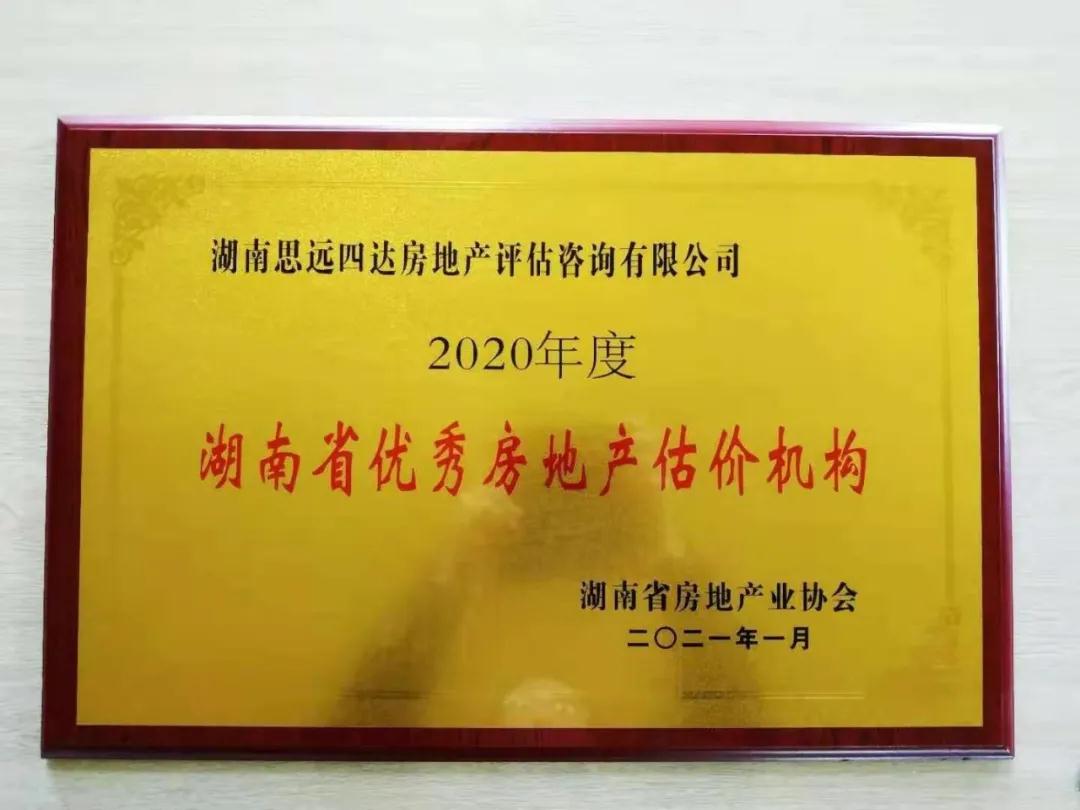 湖南思远四达房地产评估咨询有限公司
2020年度
湖南省优秀房地产估价机构
湖南省房地产业协会
二〇二一年一月